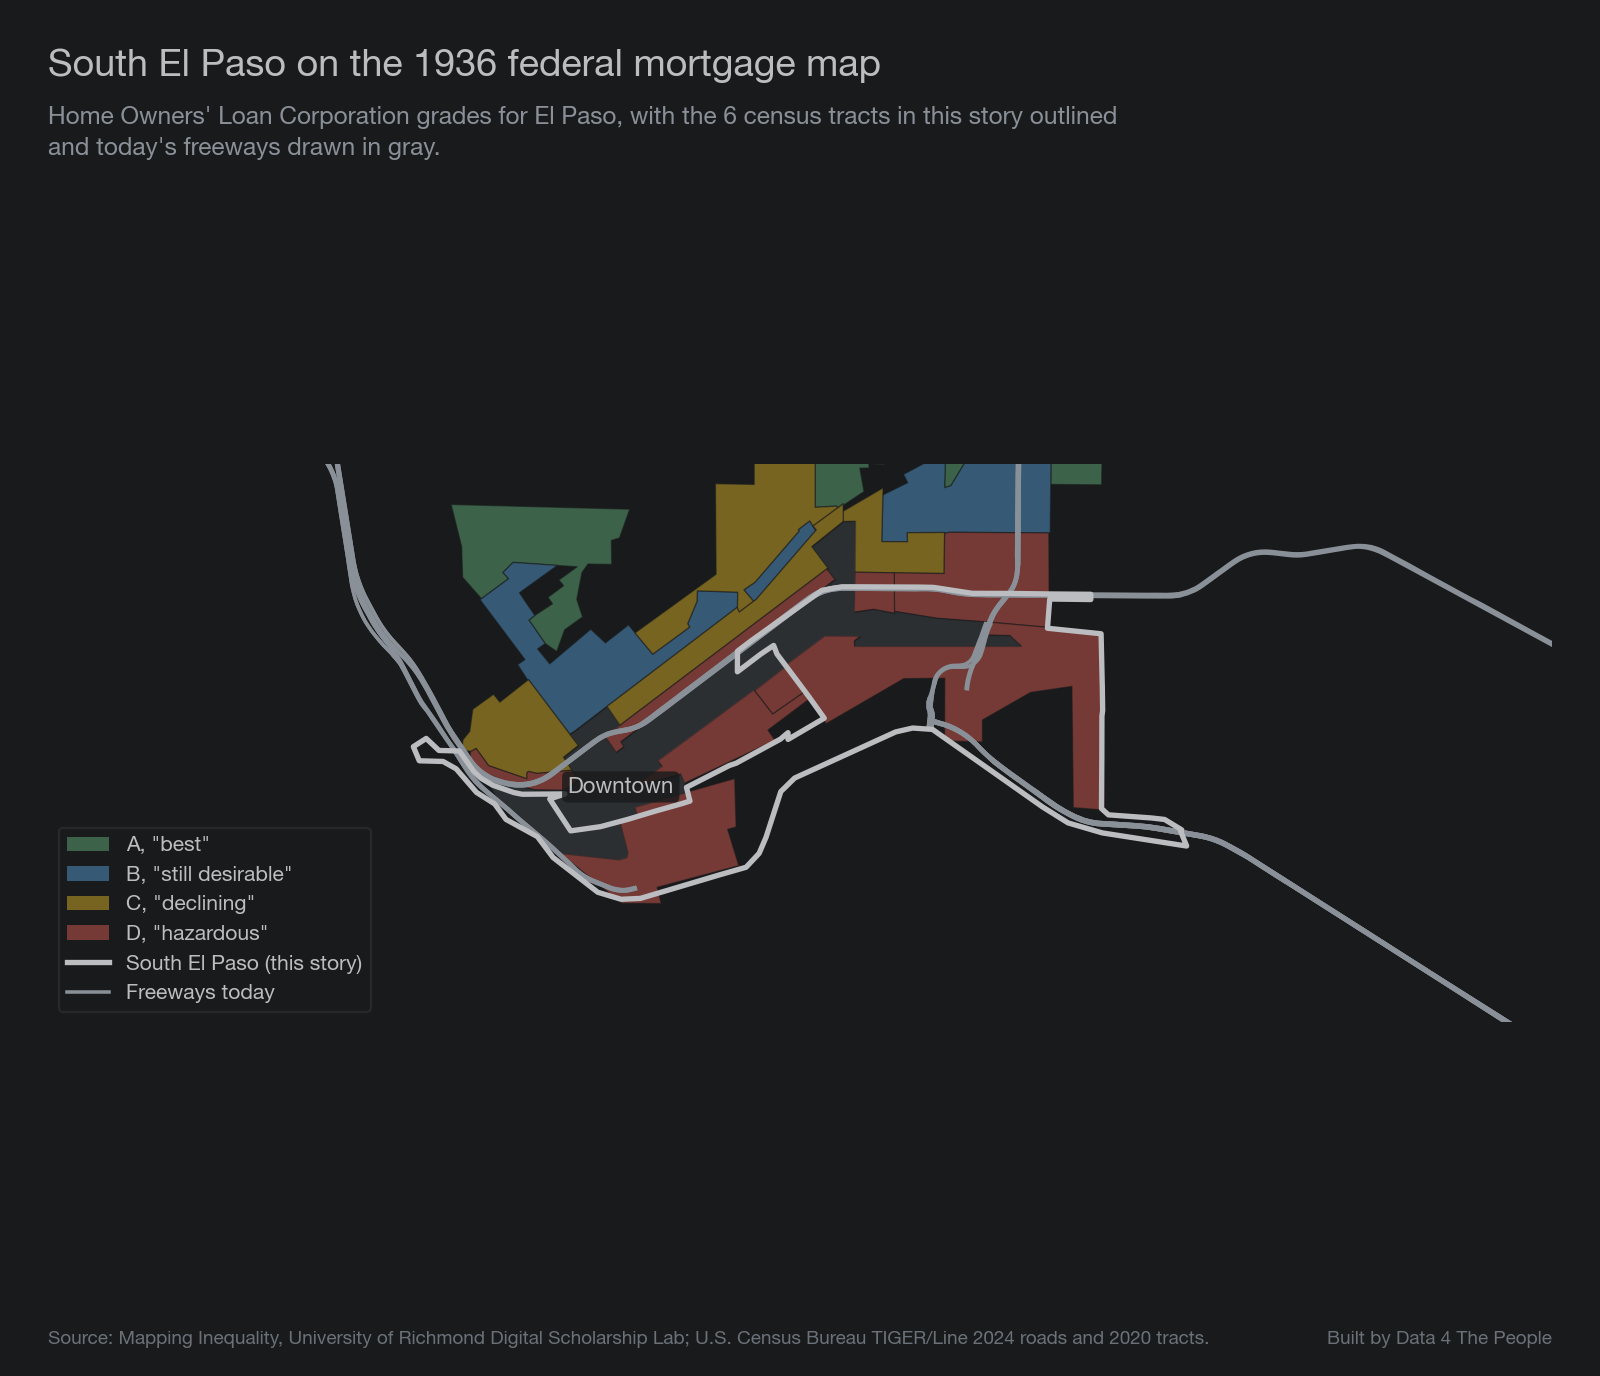 South El Paso on the 1936 federal mortgage map
Home Owners' Loan Corporation grades for El Paso, with the 6 census tracts in this story outlined
and today's freeways drawn in gray.
Downtown
A, "best"
B, "still desirable"
C, "declining"
D, "hazardous"
South El Paso (this story)
Freeways today
Source: Mapping Inequality, University of Richmond Digital Scholarship Lab; U.S. Census Bureau TIGER/Line 2024 roads and 2020 tracts.
Built by Data 4 The People